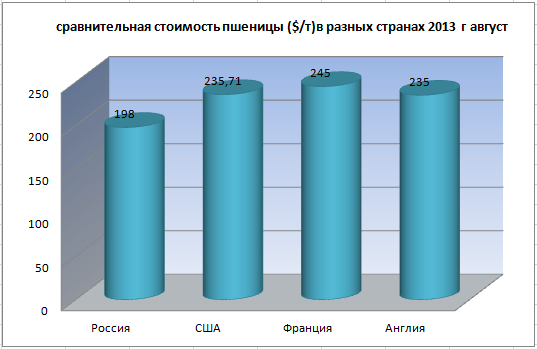 сравнительная стоимость пшеницы ($/т)в разных странах 2013 г август
250
200
150
100
50
0
198
235,71
245
235
Россия
США
Франция
Англия